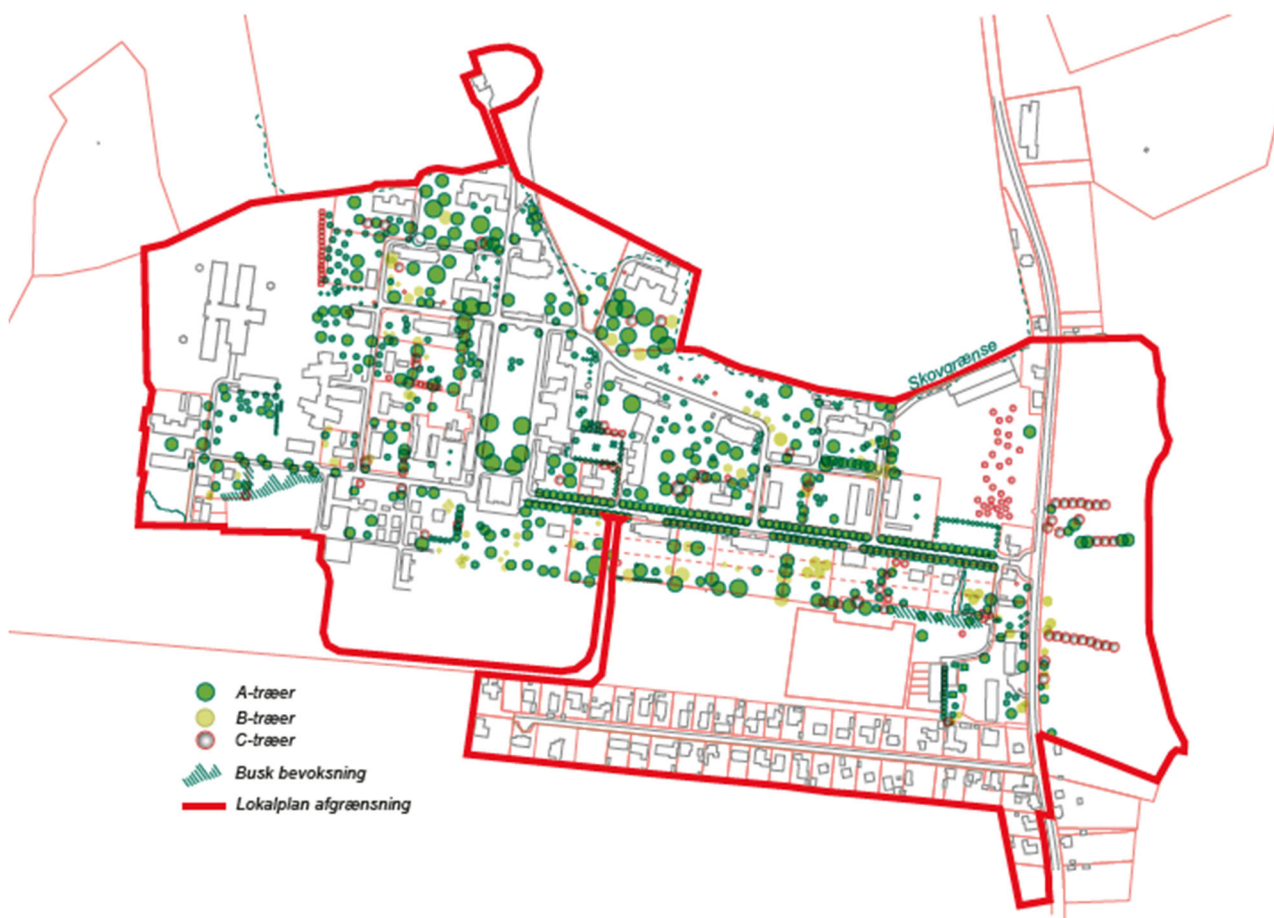 Skovgrænse
A-træer
B-træer
C-træer
Busk bevoksning
Lokalplan afgrænsning